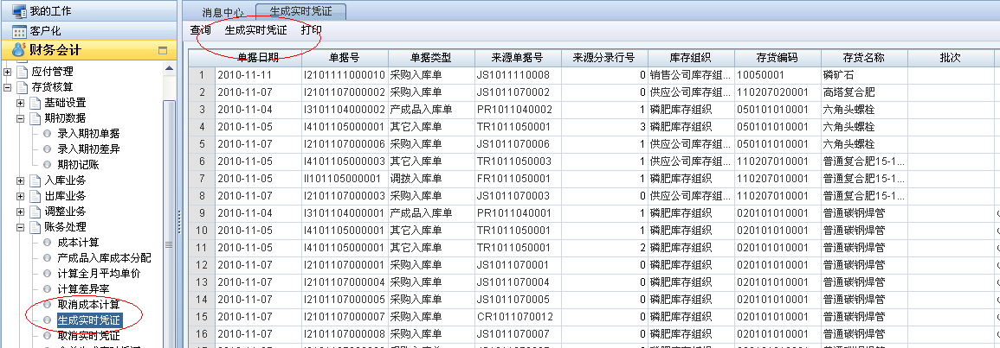 我的工作
客户化
财务会计
应付管理
存货核算
基础设置
期初数据
录入期初单据
录入期初差异
期初记账
入库业务
出库业务
调整业务
账务处理
成本计算
产成品入库成本分配
计算全月平均单价
计算差异率
取消成本计算
生成实时凭证
取消实时凭证
消息中心 生成实时凭证
查询 生成实时凭证 打印
单据日期 单据号 单据类型 来源单据号 来源分录行号 库存组织 存货编码 存货名称 批次
1 2010-11-11 I2101111000010 采购入库单 JS1011110008 0 销售公司库存组... 10050001 磷矿石
2 2010-11-07 I2101107000002 采购入库单 JS1011070002 0 供应公司库存组... 110207020001 高塔复合肥
3 2010-11-04 I3101104000002 产成品入库单 PR1011040002 1 磷肥库存组织 050101010001 六角头螺栓
4 2010-11-05 I4101105000001 其它入库单 TR1011050001 3 磷肥库存组织 050101010001 六角头螺栓
5 2010-11-07 I2101107000006 采购入库单 JS1011070006 1 供应公司库存组... 050101010001 六角头螺栓
6 2010-11-05 I4101105000003 其它入库单 TR1011050003 1 供应公司库存组... 110207010001 普通复合肥15-1...
7 2010-11-05 II101105000001 调拨入库单 FR1011050001 1 磷肥库存组织 110207010001 普通复合肥15-1...
8 2010-11-07 I2101107000003 采购入库单 JS1011070003 0 供应公司库存组... 110207010001 普通复合肥15-1...
9 2010-11-04 I3101104000001 产成品入库单 PR1011040001 1 磷肥库存组织 020101010001 普通碳钢焊管
10 2010-11-05 I4101105000001 其它入库单 TR1011050001 1 磷肥库存组织 020101010001 普通碳钢焊管
11 2010-11-05 I4101105000001 其它入库单 TR1011050001 2 磷肥库存组织 020101010001 普通碳钢焊管
12 2010-11-07 I2101107000001 采购入库单 JS1011070001 0 磷肥库存组织 020101010001 普通碳钢焊管
13 2010-11-07 I2101107000004 采购入库单 JS1011070004 0 磷肥库存组织 020101010001 普通碳钢焊管
14 2010-11-07 I2101107000005 采购入库单 JS1011070005 0 磷肥库存组织 020101010001 普通碳钢焊管
15 2010-11-07 I2101107000007 采购入库单 CR1011070012 0 磷肥库存组织 020101010001 普通碳钢焊管
16 2010-11-07 I2101107000008 采购入库单 JS1011070007 0 磷肥库存组织 020101010001 普通碳钢焊管